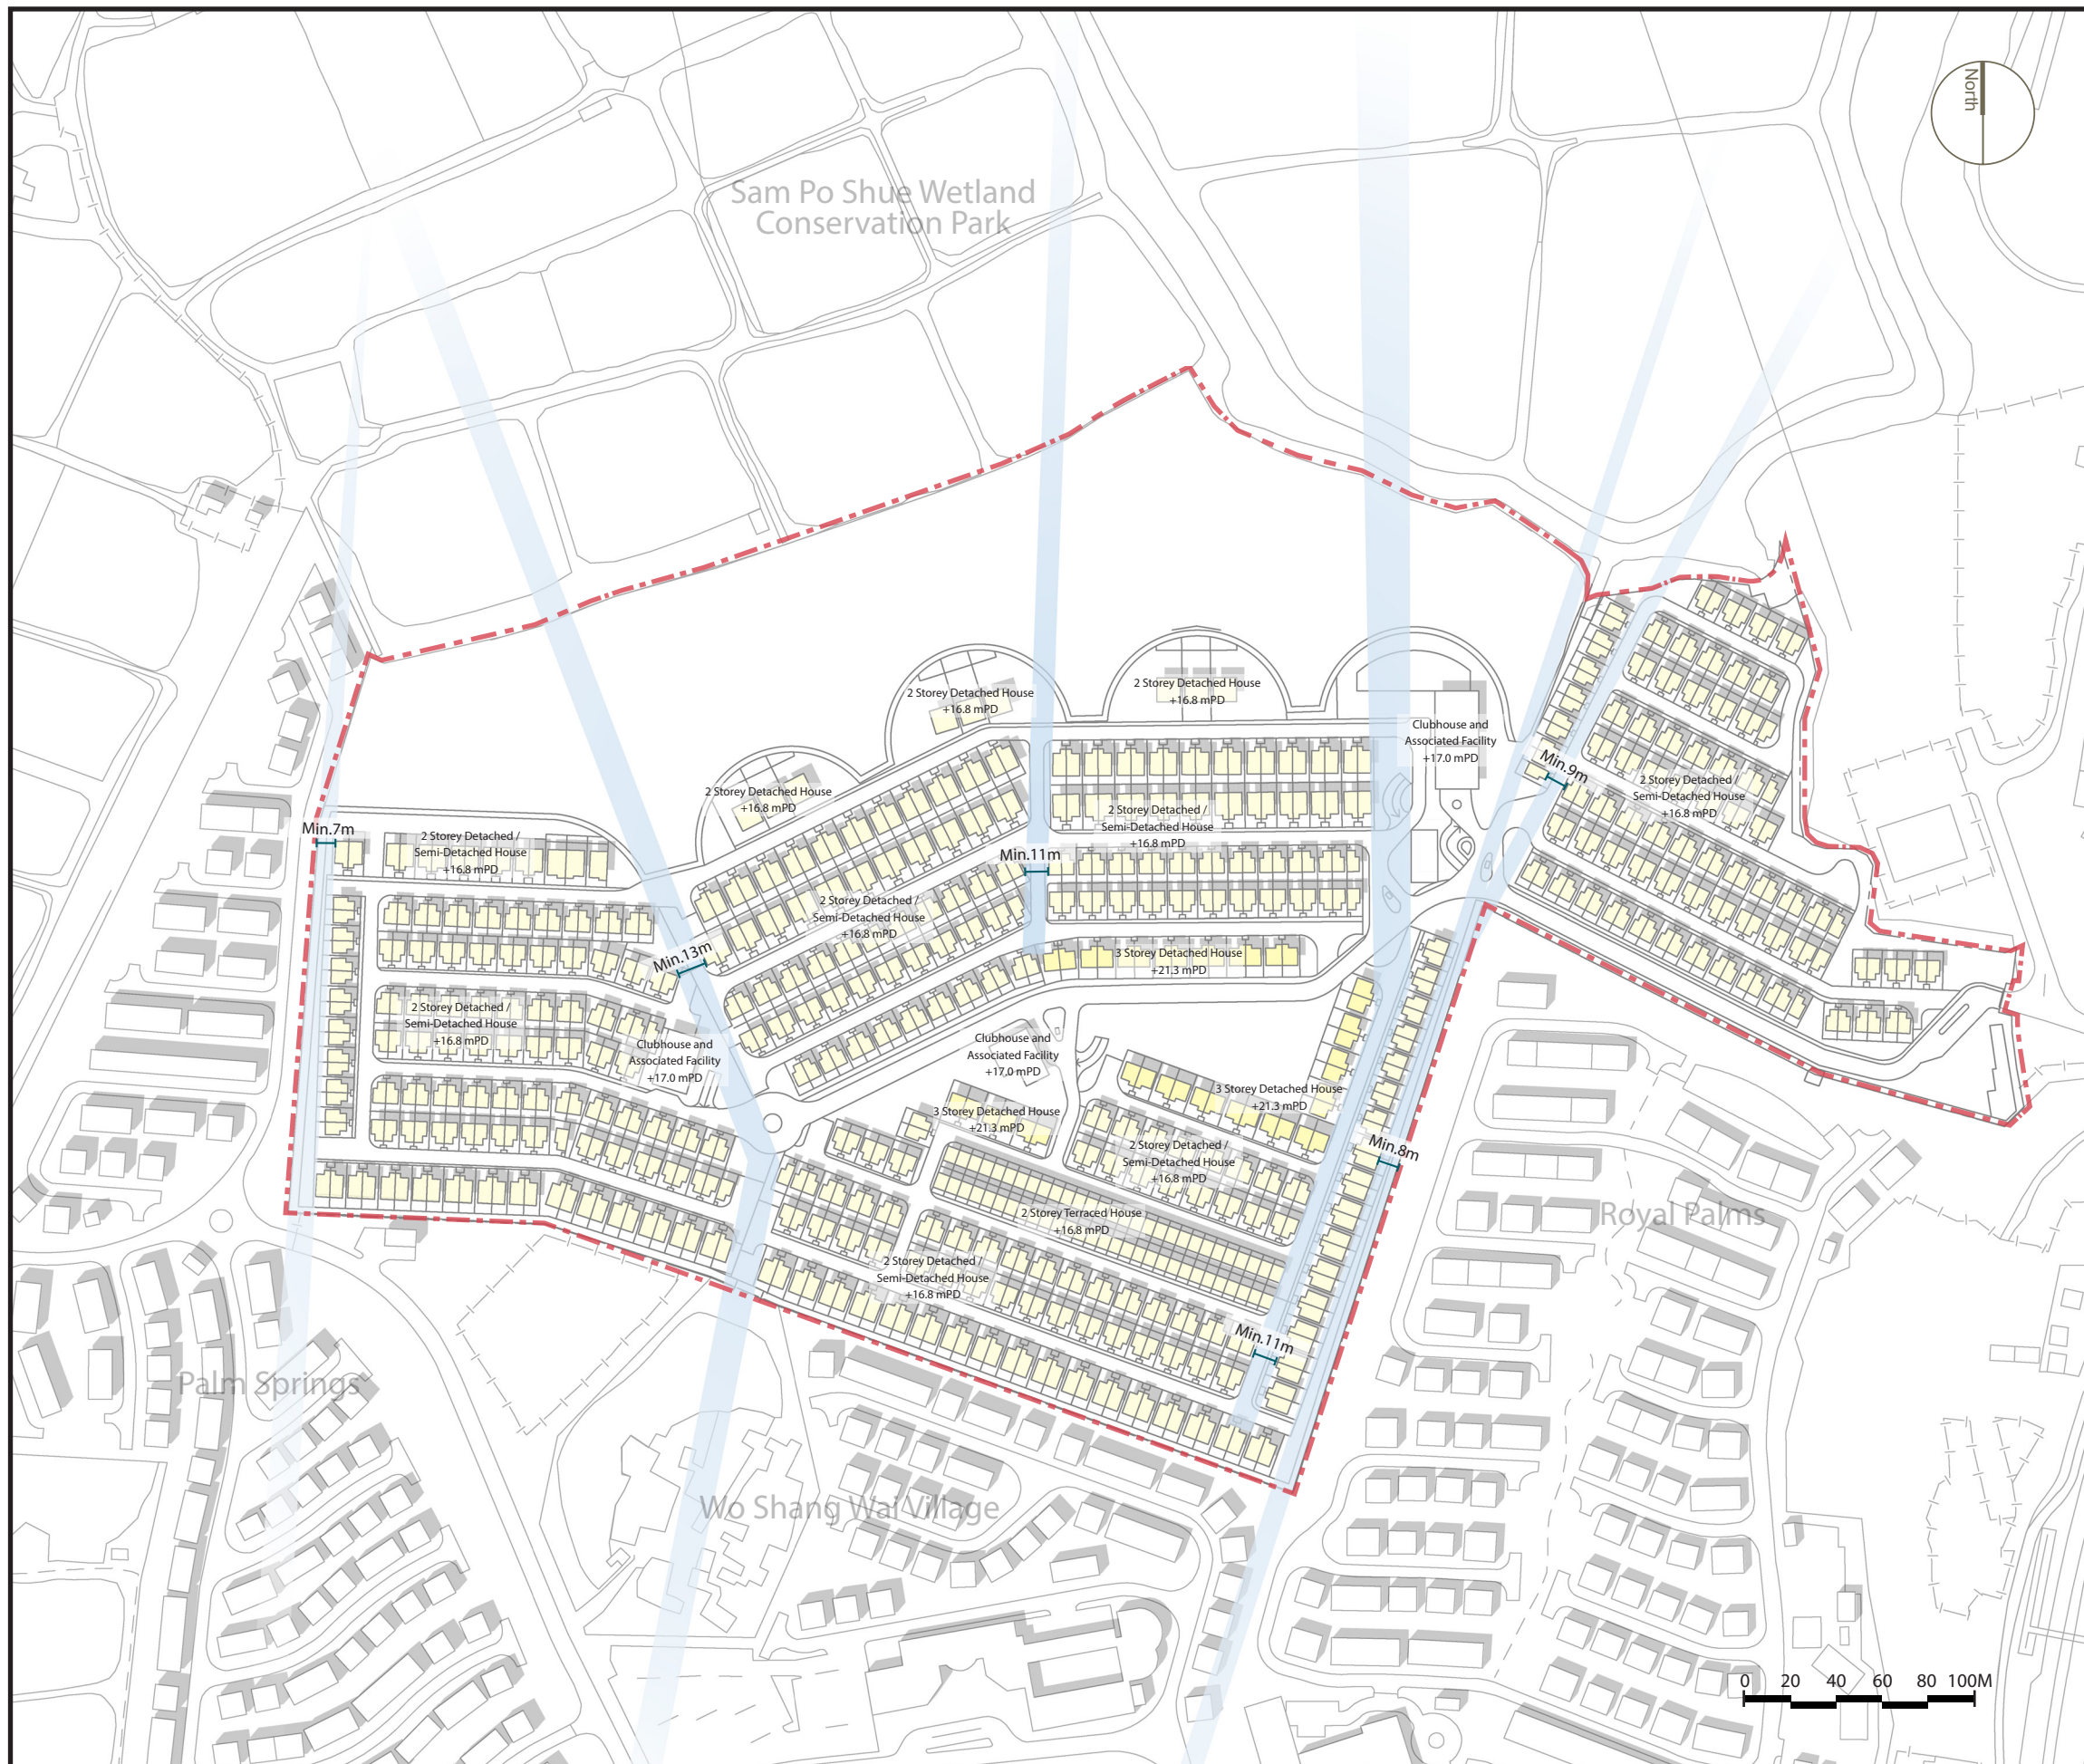 North
Sam Po Shue Wetland
Conservation Park
2 Storey Detached House
+16.8 mPD
2 Storey Detached House
+16.8 mPD
Clubhouse and
Associated Facility
+17.0 mPD
2 Storey Detached House
+16.8 mPD
Min.9m
2 Storey Detached /
Semi-Detached House
+16.8 mPD
Min.7m
2 Storey Detached /
Semi-Detached House
+16.8 mPD
2 Storey Detached /
Semi-Detached House
+16.8 mPD
Min.11m
2 Storey Detached /
Semi-Detached House
+16.8 mPD
Min.13m
3 Storey Detached House
+21.3 mPD
2 Storey Detached /
Semi-Detached House
+16.8 mPD
Clubhouse and
Associated Facility
+17.0 mPD
Clubhouse and
Associated Facility
+17.0 mPD
3 Storey Detached House
+21.3 mPD
3 Storey Detached House
+21.3 mPD
2 Storey Detached /
Semi-Detached House
+16.8 mPD
Min.8m
2 Storey Terraced House
+16.8 mPD
Royal Palms
2 Storey Detached /
Semi-Detached House
+16.8 mPD
Min.11m
Palm Springs
Wo Shang Wai Village
0 20 40 60 80 100M